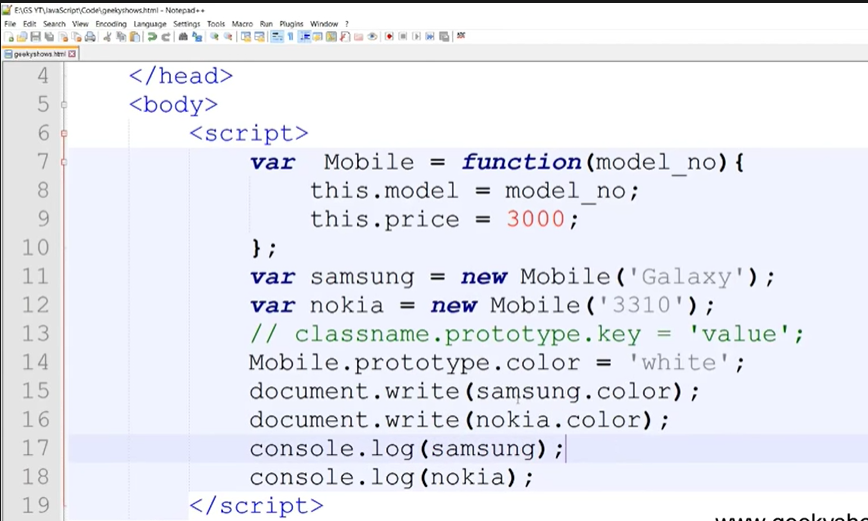 E:\GS YT\JavaScript\Code\geekyshows.html - Notepad++
File Edit Search View Encoding Language Settings Tools Macro Run Plugins Window ?
geekyshows.html
4 </head>
5 <body>
6 <script>
7 var Mobile = function(model_no){
8 this.model = model_no;
9 this.price = 3000;
10 };
11 var samsung = new Mobile('Galaxy');
12 var nokia = new Mobile('3310');
13 // classname.prototype.key = 'value';
14 Mobile.prototype.color = 'white';
15 document.write(samsung.color);
16 document.write(nokia.color);
17 console.log(samsung);
18 console.log(nokia);
19 </script>